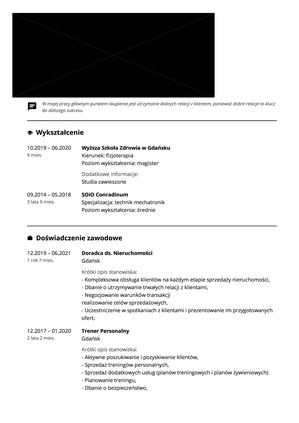 W mojej pracy głównym punktem skupienia jest utrzymanie dobrych relacji z klientem, ponieważ dobre relacje to klucz
do dalszego sukcesu.
Wykształcenie
10.2019 – 06.2020
Wyższa Szkoła Zdrowia w Gdańsku
9 mies.
Kierunek: fizjoterapia
Poziom wykształcenia: magister
Dodatkowe informacje:
Studia zawieszone
09.2014 – 05.2018
SOiO Conradinum
3 lata 9 mies.
Specjalizacja: technik mechatronik
Poziom wykształcenia: średnie
Doświadczenie zawodowe
12.2019 – 06.2021
Doradca ds. Nieruchomości
1 rok 7 mies.
Gdańsk
Krótki opis stanowiska:
- Kompleksowa obsługa klientów na każdym etapie sprzedaży nieruchomości,
- Dbanie o utrzymywanie trwałych relacji z klientami,
- Negocjowanie warunków transakcji
realizowanie celów sprzedażowych,
- Uczestniczenie w spotkaniach z klientami i prezentowanie im przygotowanych
ofert.
12.2017 – 01.2020
Trener Personalny
2 lata 2 mies.
Gdańsk
Krótki opis stanowiska:
- Aktywne poszukiwanie i pozyskiwanie klientów,
- Sprzedaż treningów personalnych,
- Sprzedaż dodatkowych usług (planów treningowych i planów żywieniowych)
- Planowanie treningu,
- Dbanie o bezpieczeństwo,